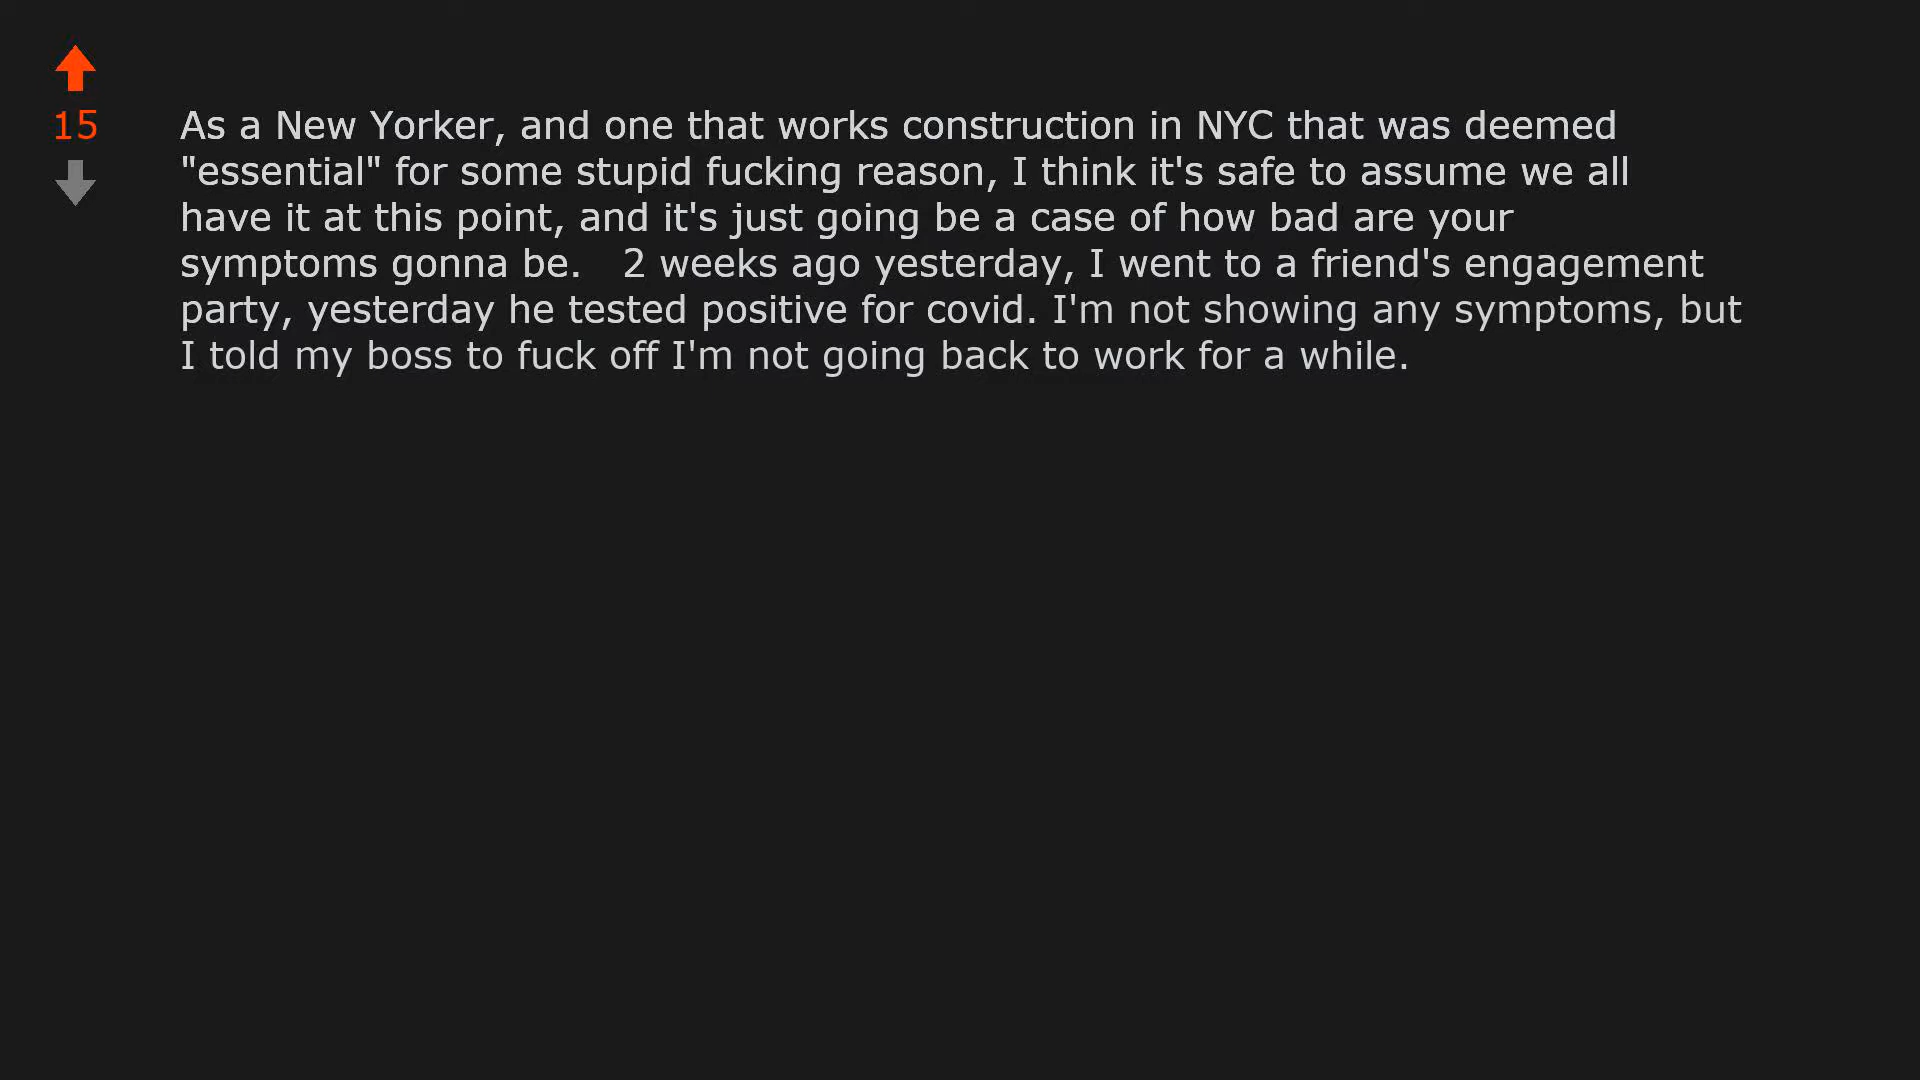 15
As a New Yorker, and one that works construction in NYC that was deemed
"essential" for some stupid fucking reason, I think it's safe to assume we all
have it at this point, and it's just going be a case of how bad are your
symptoms gonna be.   2 weeks ago yesterday, I went to a friend's engagement
party, yesterday he tested positive for covid. I'm not showing any symptoms, but
I told my boss to fuck off I'm not going back to work for a while.